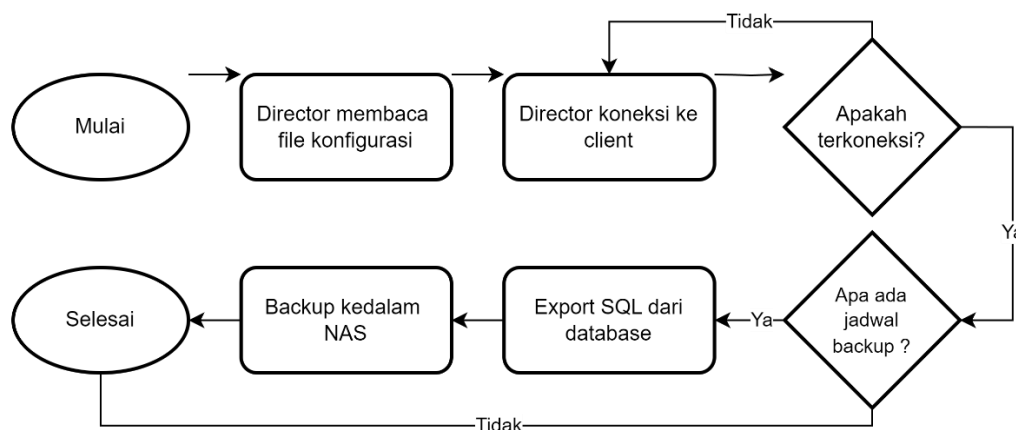 Tidak
Mulai
Director membaca
file konfigurasi
Director koneksi ke
client
Apakah
terkoneksi?
Ya
Apa ada
jadwal
backup ?
Ya
Export SQL dari
database
Backup kedalam
NAS
Selesai
Tidak